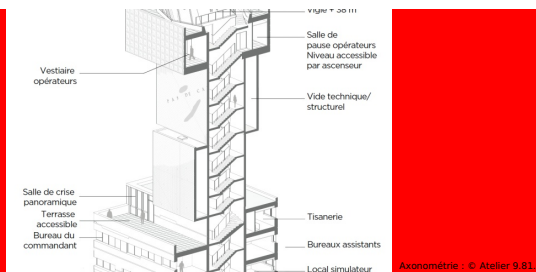 Vigie + 38 m
Salle de
pause opérateurs
Niveau accessible
par ascenseur
Vestiaire
opérateurs
Vide technique/
structurel
Salle de crise
panoramique
Terrasse
accessible
Bureau du
commandant
Tisanerie
Bureaux assistants
Local simulateur
Axonométrie : © Atelier 9.81.